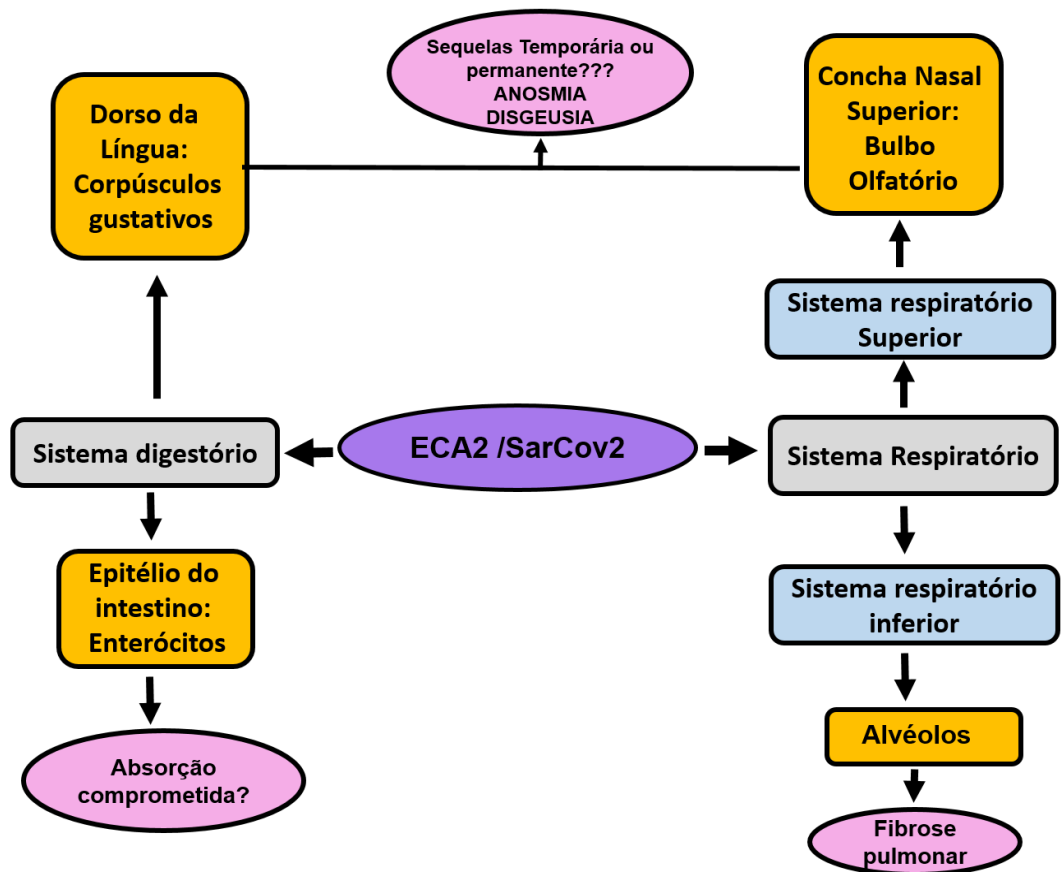 Sequelas Temporária ou
permanente???
ANOSMIA
DISGEUSIA
Dorso da
Língua:
Corpúsculos
gustativos
Concha Nasal
Superior:
Bulbo
Olfatório
Sistema respiratório
Superior
Sistema digestório
ECA2 /SarCov2
Sistema Respiratório
Epitélio do
intestino:
Enterócitos
Sistema respiratório
inferior
Absorção
comprometida?
Alvéolos
Fibrose
pulmonar